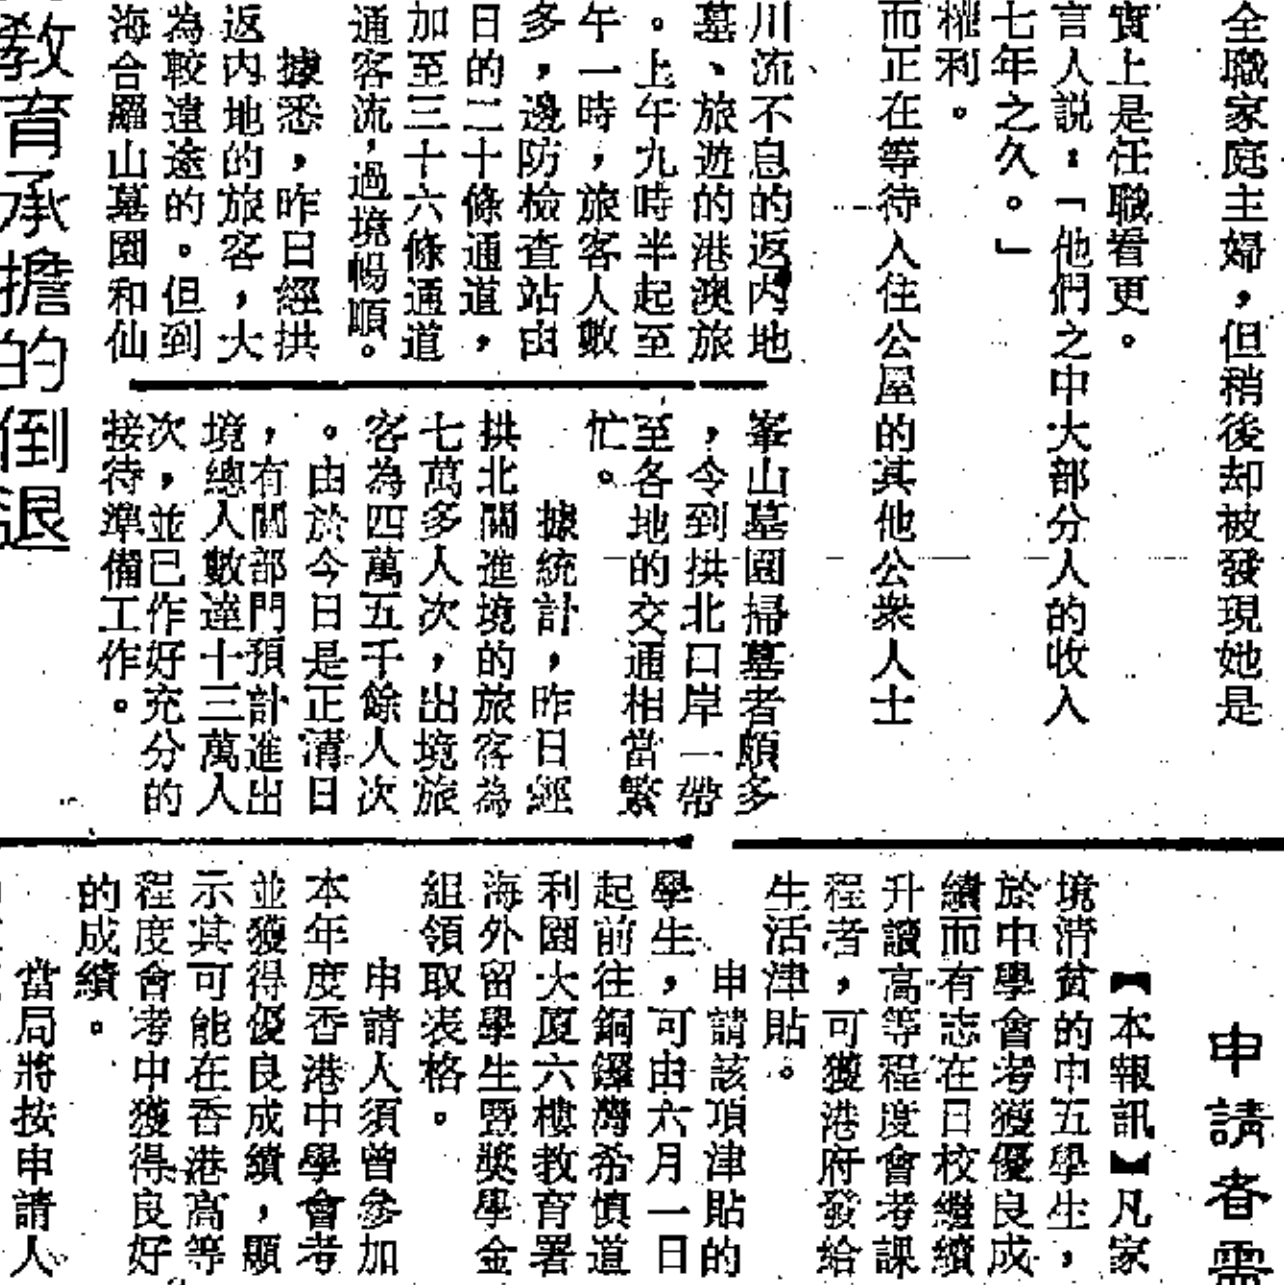 全職家庭主婦，但稍後却被發現她是
實上是任職看更。
言人説：「他們之中大部分人的收入
七年之久。」
權利。
而正在等待入住公屋的其他公衆人士
川流不息的返内地
墓、旅遊的港澳旅
。上午九時半起至
午一時，旅客人數
多，邊防檢查站由
日的二十條通道，
加至三十六條通道
通客流，過境暢順。
據悉，昨日經拱
返内地的旅客，大
為較遠途的。但到
海合羅山墓園和仙
峯山墓園掃墓者頗多
，令到拱北口岸一帶
至各地的交通相當繁
忙。
據統計，昨日經
拱北關進境的旅客為
七萬多人次，出境旅
客為四萬五千餘人次
。由於今日是正清日
，有關部門預計進出
境總人數達十三萬人
次，並已作好充分的
接待準備工作。
教育承擔的倒退
申請者需
【本報訊】凡家
境清貧的中五學生，
於中學會考獲優良成
績而有志在日校繼續
升讀高等程度會考課
程者，可獲港府發給
生活津貼。
申請該項津貼的
學生，可由六月一日
起前往銅鑼灣希慎道
利園大厦六樓教育署
海外留學生暨奬學金
組領取表格。
申請人須曾參加
本年度香港中學會考
並獲得優良成績，顯
示其可能在香港高等
程度會考中獲得良好
的成績。
當局將按申請人